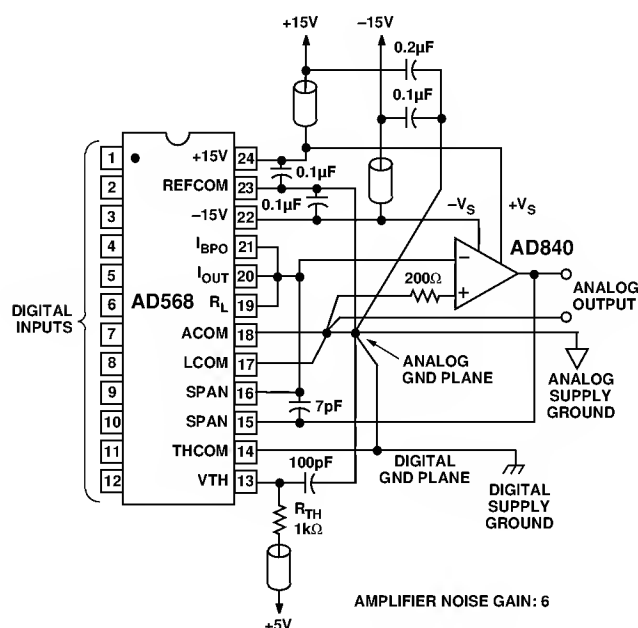 +15V
–15V
0.2µF
0.1µF
1
2
3
4
5
6
7
8
9
10
11
12
DIGITAL
INPUTS
AD568
+15V
REFCOM
–15V
IBPO
IOUT
RL
ACOM
LCOM
SPAN
SPAN
THCOM
VTH
24
23
22
21
20
19
18
17
16
15
14
13
0.1µF
0.1µF
–VS
+VS
AD840
–
+
200Ω
ANALOG
OUTPUT
ANALOG
GND PLANE
ANALOG
SUPPLY
GROUND
7pF
100pF
DIGITAL
GND PLANE
DIGITAL
SUPPLY
GROUND
RTH
1kΩ
+5V
AMPLIFIER NOISE GAIN: 6